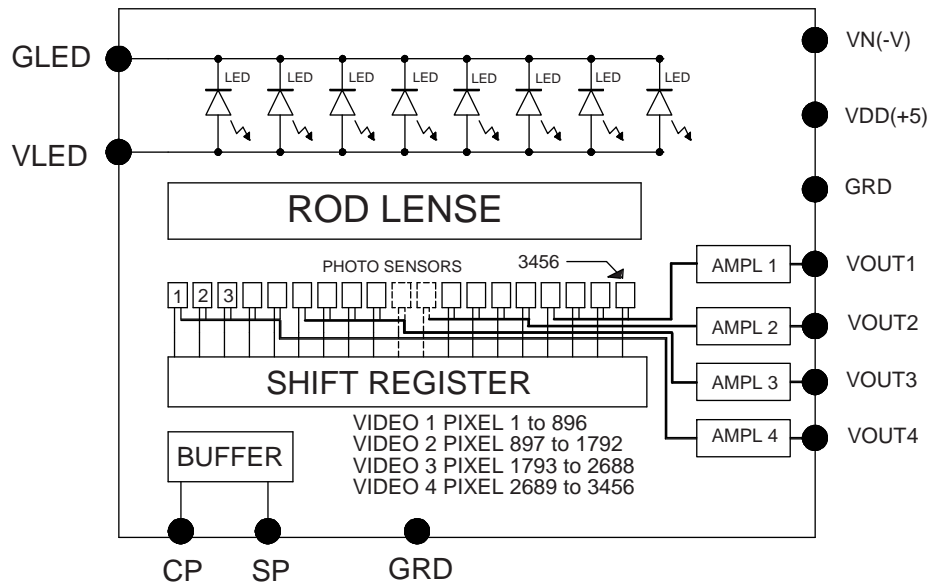 GLED
LED LED LED LED LED LED LED LED
VN(-V)
VDD(+5)
VLED
GRD
ROD LENSE
PHOTO SENSORS
3456
AMPL 1
VOUT1
1 2 3
AMPL 2
VOUT2
SHIFT REGISTER
AMPL 3
VOUT3
VIDEO 1 PIXEL 1 to 896
VIDEO 2 PIXEL 897 to 1792
VIDEO 3 PIXEL 1793 to 2688
VIDEO 4 PIXEL 2689 to 3456
AMPL 4
VOUT4
BUFFER
CP
SP
GRD